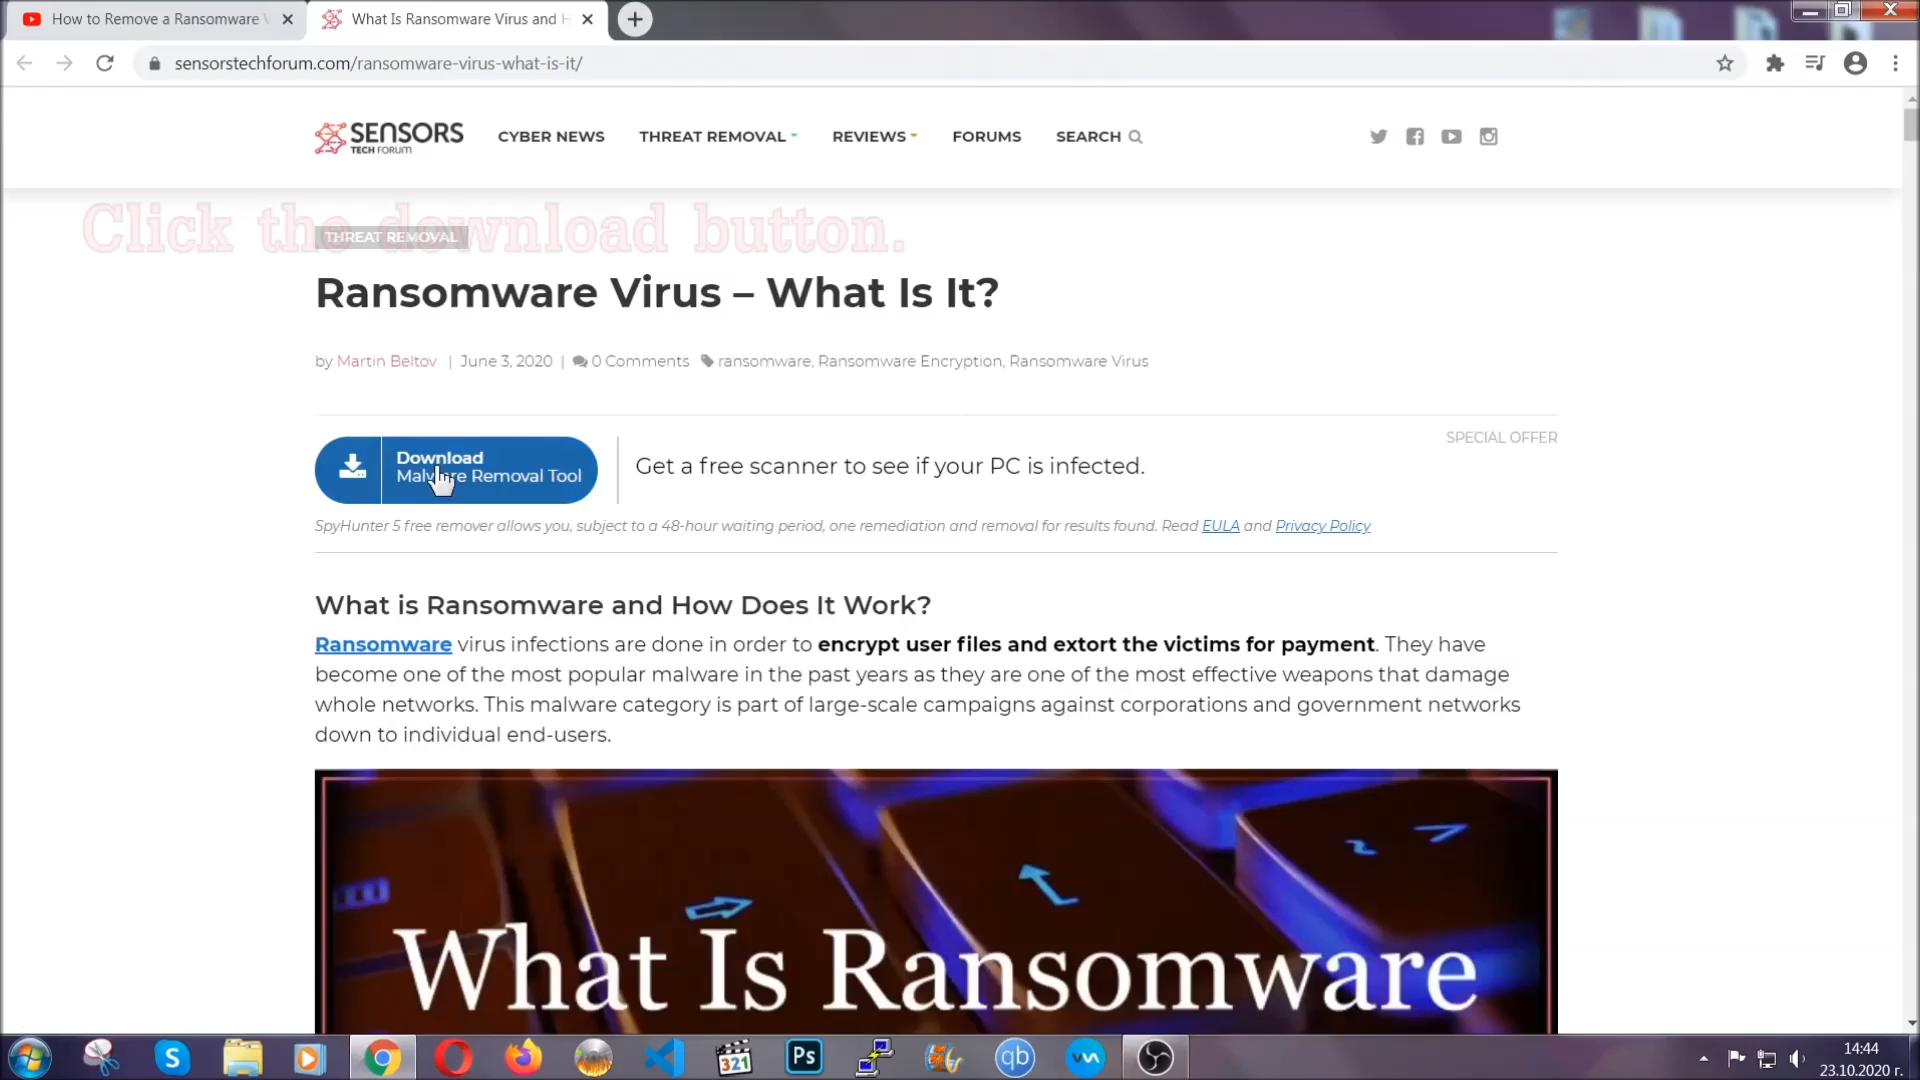 How to Remove a Ransomware V
What Is Ransomware Virus and H
sensorstechforum.com/ransomware-virus-what-is-it/
SENSORS
TECH FORUM
CYBER NEWS
THREAT REMOVAL
REVIEWS
FORUMS
SEARCH
Click the download button.
THREAT REMOVAL
Ransomware Virus – What Is It?
by Martin Beltov | June 3, 2020 | 0 Comments ransomware, Ransomware Encryption, Ransomware Virus
SPECIAL OFFER
Download
Malware Removal Tool
Get a free scanner to see if your PC is infected.
SpyHunter 5 free remover allows you, subject to a 48-hour waiting period, one remediation and removal for results found. Read EULA and Privacy Policy
What is Ransomware and How Does It Work?
Ransomware virus infections are done in order to encrypt user files and extort the victims for payment. They have
become one of the most popular malware in the past years as they are one of the most effective weapons that damage
whole networks. This malware category is part of large-scale campaigns against corporations and government networks
down to individual end-users.
What Is Ransomware
S
321
Ps
qb
14:44
23.10.2020 г.